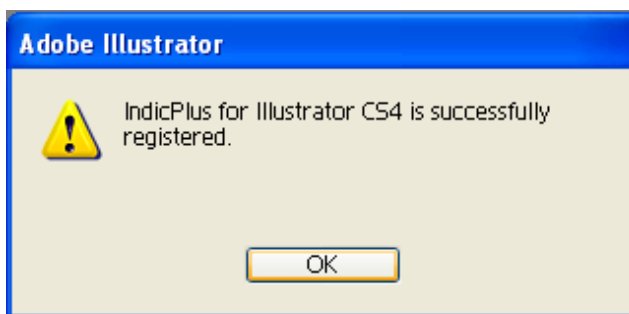 Adobe Illustrator
IndicPlus for Illustrator CS4 is successfully
registered.
OK